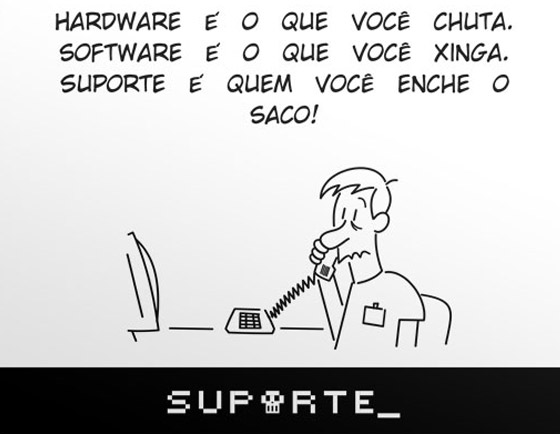 HARDWARE É O QUE VOCÊ CHUTA.
SOFTWARE É O QUE VOCÊ XINGA.
SUPORTE É QUEM VOCÊ ENCHE O
SACO!
SUPORTE_